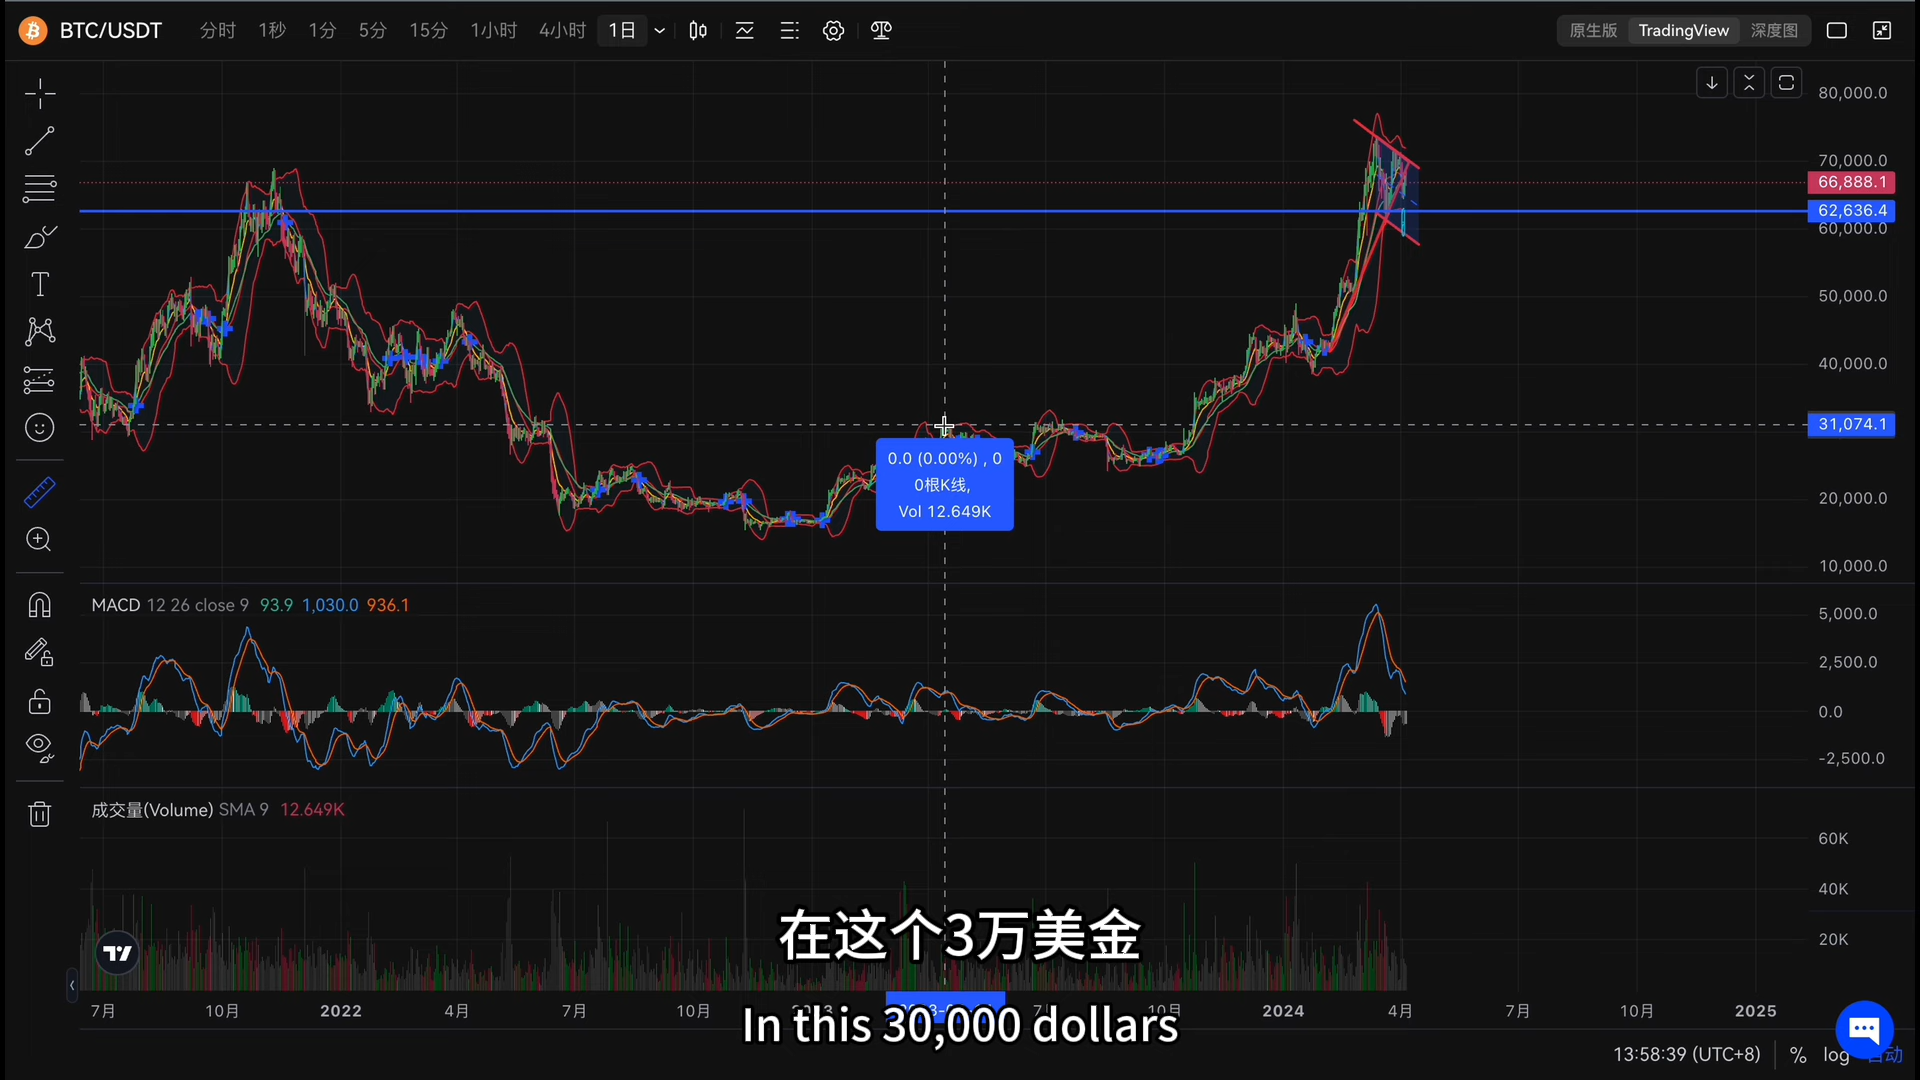 BTC/USDT 分时 1秒 1分 5分 15分 1小时 4小时 1日 原生版 TradingView 深度图
80,000.0
70,000.0
66,888.1
62,636.4
60,000.0
50,000.0
40,000.0
31,074.1
0.0 (0.00%) , 0
0根K线,
Vol 12.649K
20,000.0
10,000.0
MACD 12 26 close 9 93.9 1,030.0 936.1
5,000.0
2,500.0
0.0
-2,500.0
成交量(Volume) SMA 9 12.649K
60K
40K
20K
在这个3万美金
7月 10月 2022 4月 7月 10月 2024 4月 7月 10月 2025
In this 30,000 dollars
13:58:39 (UTC+8) % log 自动